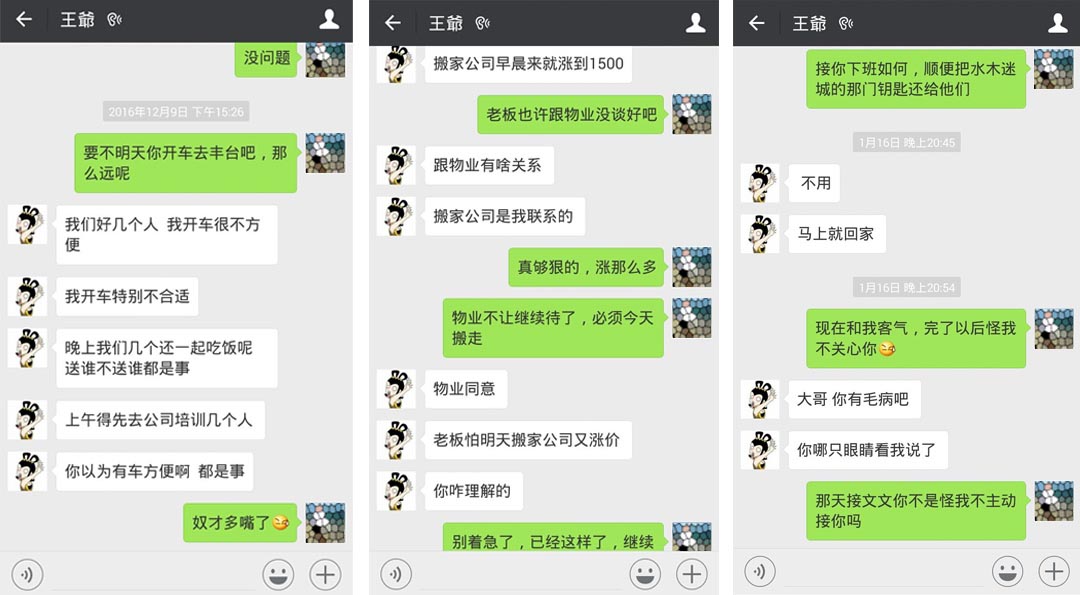 王爺
没问题
2016年12月9日 下午15:26
要不明天你开车去丰台吧，那
么远呢
我们好几个人 我开车很不方
便
我开车特别不合适
晚上我们几个还一起吃饭呢
送谁不送谁都是事
上午得先去公司培训几个人
你以为有车方便啊 都是事
奴才多嘴了
王爺
搬家公司早晨来就涨到1500
老板也许跟物业没谈好吧
跟物业有啥关系
搬家公司是我联系的
真够狠的，涨那么多
物业不让继续待了，必须今天
搬走
物业同意
老板怕明天搬家公司又涨价
你咋理解的
别着急了，已经这样了，继续
王爺
接你下班如何，顺便把水木迷
城的那门钥匙还给他们
1月16日 晚上20:45
不用
马上就回家
1月16日 晚上20:54
现在和我客气，完了以后怪我
不关心你
大哥 你有毛病吧
你哪只眼睛看我说了
那天接文文你不是怪我不主动
接你吗